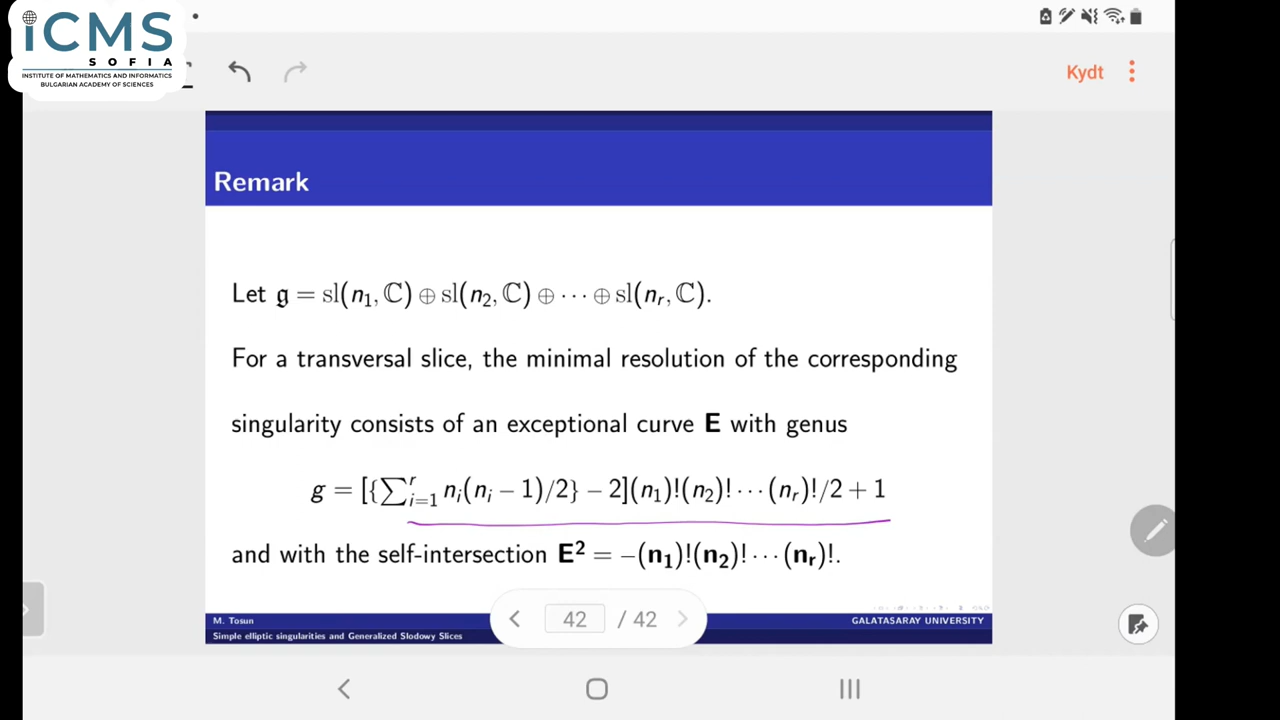 iCMS
SOFIA
INSTITUTE OF MATHEMATICS AND INFORMATICS
BULGARIAN ACADEMY OF SCIENCES
Kydt
Remark
Let 𝔤 = sl(n₁, ℂ) ⊕ sl(n₂, ℂ) ⊕ ⋯ ⊕ sl(nᵣ, ℂ).
For a transversal slice, the minimal resolution of the corresponding
singularity consists of an exceptional curve E with genus
g = [{∑ʳᵢ₌₁ nᵢ(nᵢ − 1)/2} − 2](n₁)!(n₂)! ⋯ (nᵣ)!/2 + 1
and with the self-intersection E² = −(n₁)!(n₂)! ⋯ (nᵣ)!.
42 / 42
M. Tosun GALATASARAY UNIVERSITY
Simple elliptic singularities and Generalized Slodowy Slices